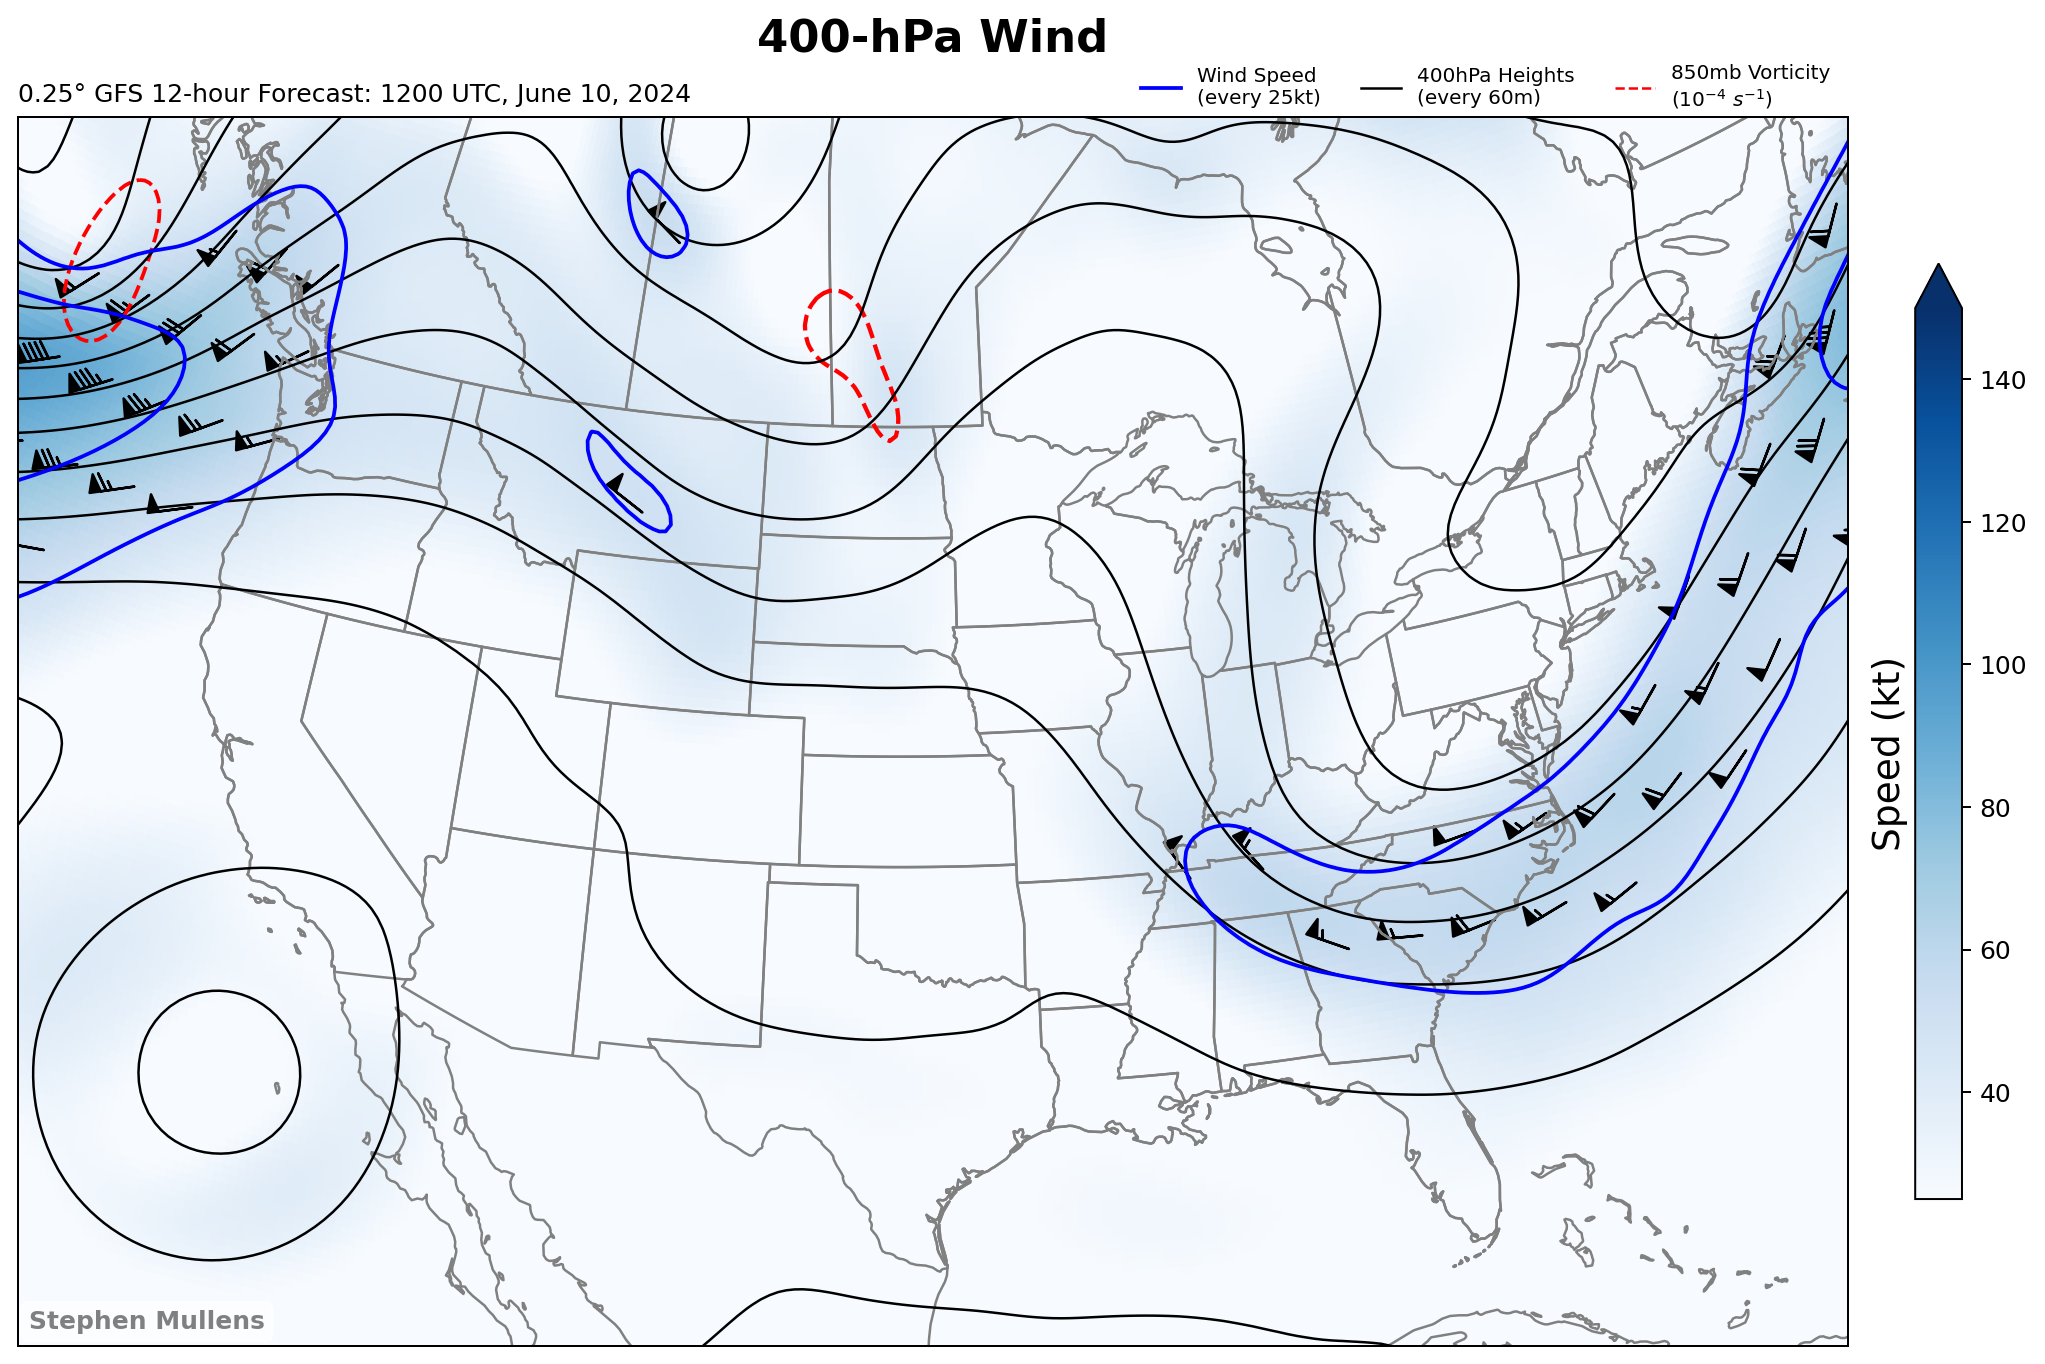 400-hPa Wind
0.25° GFS 12-hour Forecast: 1200 UTC, June 10, 2024
Wind Speed
(every 25kt)
400hPa Heights
(every 60m)
850mb Vorticity
(10⁻⁴ s⁻¹)
140
120
100
80
60
40
Speed (kt)
Stephen Mullens